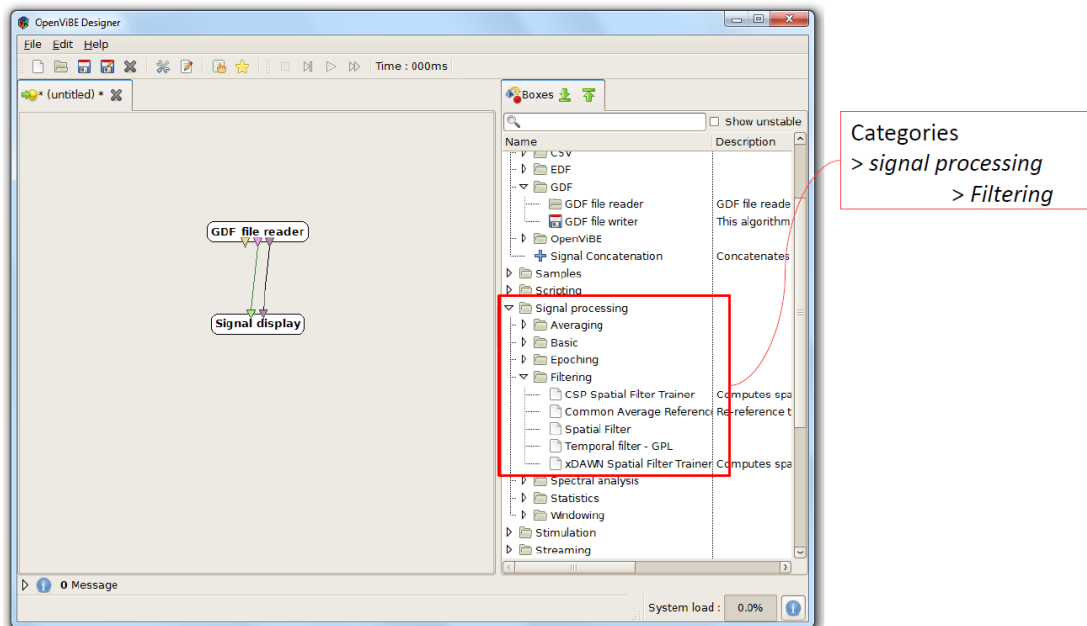 OpenViBE Designer
File Edit Help
Time : 000ms
* (untitled) *
Boxes
Show unstable
Name Description
CSV
EDF
GDF
GDF file reader GDF file reade
GDF file writer This algorithm
OpenViBE
Signal Concatenation Concatenates
Samples
Scripting
Signal processing
Averaging
Basic
Epoching
Filtering
CSP Spatial Filter Trainer Computes spa
Common Average Referenc Re-reference t
Spatial Filter
Temporal filter - GPL
xDAWN Spatial Filter Trainer Computes spa
Spectral analysis
Statistics
Windowing
Stimulation
Streaming
GDF file reader
Signal display
0 Message
System load : 0.0%
Categories
> signal processing
> Filtering